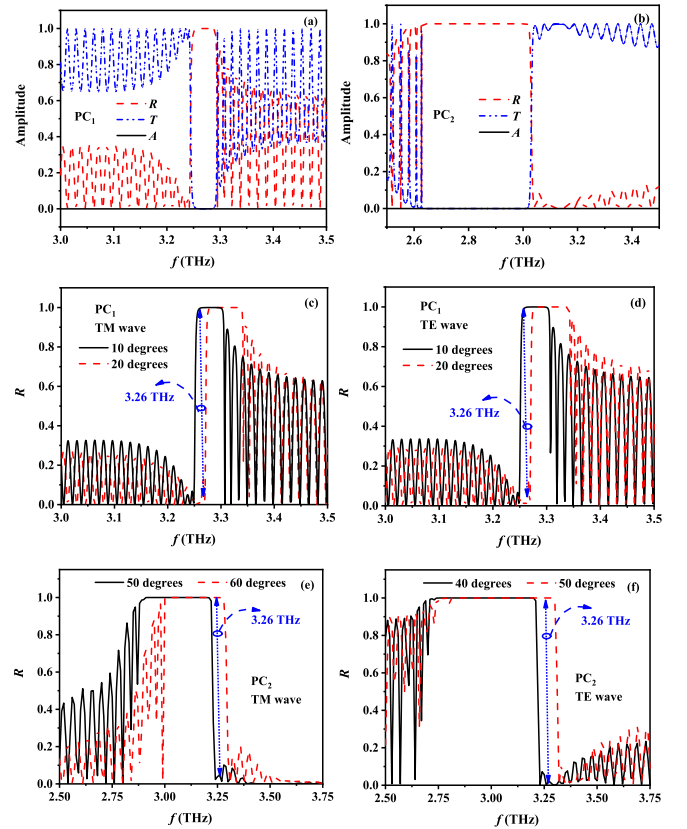 (a)
1.0
0.8
0.6
0.4
0.2
0.0
Amplitude
PC1
R
T
A
3.0 3.1 3.2 3.3 3.4 3.5
f (THz)
(b)
1.0
0.8
0.6
0.4
0.2
0.0
Amplitude
PC2
R
T
A
2.6 2.8 3.0 3.2 3.4
f (THz)
(c)
1.0
0.8
0.6
0.4
0.2
0.0
R
PC1
TM wave
10 degrees
20 degrees
3.26 THz
3.0 3.1 3.2 3.3 3.4 3.5
f (THz)
(d)
1.0
0.8
0.6
0.4
0.2
0.0
R
PC1
TE wave
10 degrees
20 degrees
3.26 THz
3.0 3.1 3.2 3.3 3.4 3.5
f (THz)
50 degrees 60 degrees
(e)
1.0
0.8
0.6
0.4
0.2
0.0
R
3.26 THz
PC2
TM wave
2.50 2.75 3.00 3.25 3.50 3.75
f (THz)
40 degrees 50 degrees
(f)
1.0
0.8
0.6
0.4
0.2
0.0
R
3.26 THz
PC2
TE wave
2.50 2.75 3.00 3.25 3.50 3.75
f (THz)